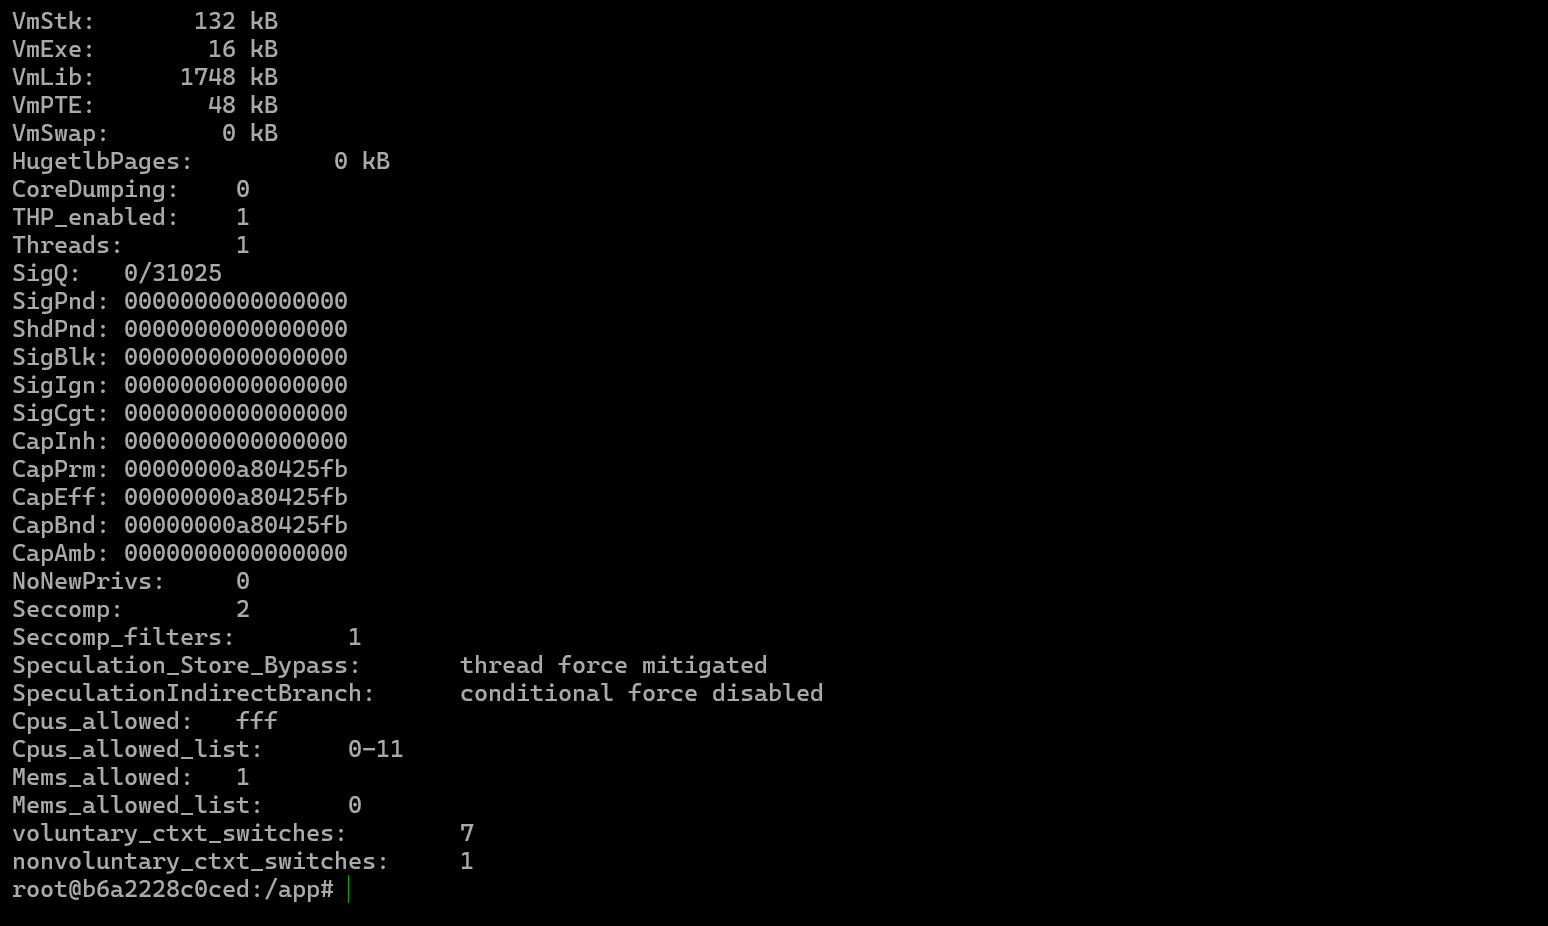 VmStk:       132 kB
VmExe:        16 kB
VmLib:      1748 kB
VmPTE:        48 kB
VmSwap:        0 kB
HugetlbPages:          0 kB
CoreDumping:    0
THP_enabled:    1
Threads:        1
SigQ:   0/31025
SigPnd: 0000000000000000
ShdPnd: 0000000000000000
SigBlk: 0000000000000000
SigIgn: 0000000000000000
SigCgt: 0000000000000000
CapInh: 0000000000000000
CapPrm: 00000000a80425fb
CapEff: 00000000a80425fb
CapBnd: 00000000a80425fb
CapAmb: 0000000000000000
NoNewPrivs:     0
Seccomp:        2
Seccomp_filters:        1
Speculation_Store_Bypass:       thread force mitigated
SpeculationIndirectBranch:      conditional force disabled
Cpus_allowed:   fff
Cpus_allowed_list:      0-11
Mems_allowed:   1
Mems_allowed_list:      0
voluntary_ctxt_switches:        7
nonvoluntary_ctxt_switches:     1
root@b6a2228c0ced:/app#